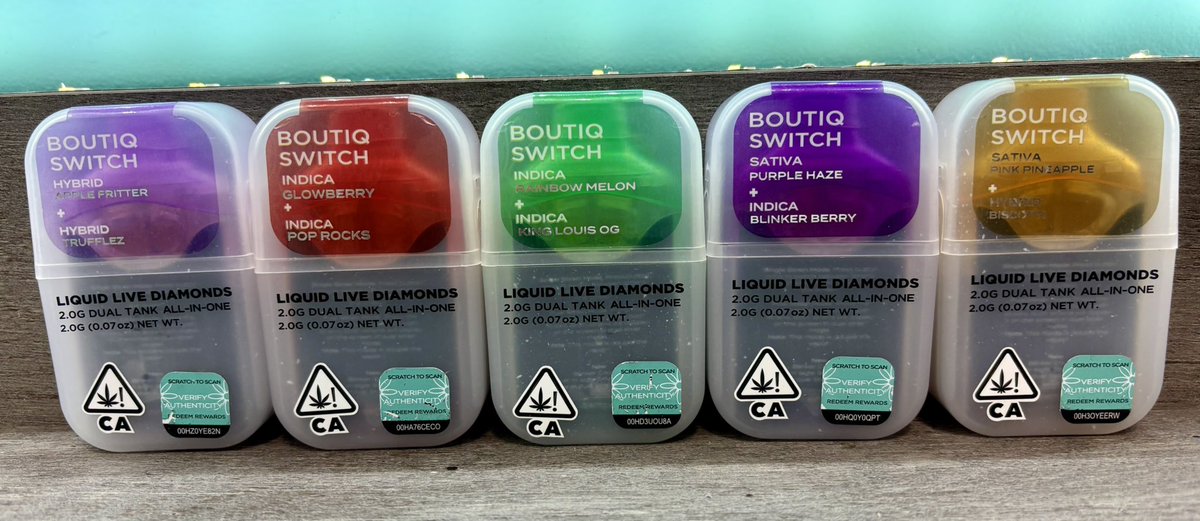 BOUTIQ
SWITCH
HYBRID
APPLE FRITTER
+
HYBRID
TRUFFLEZ
LIQUID LIVE DIAMONDS
2.0G DUAL TANK ALL-IN-ONE
2.0G (0.07oz) NET WT.
CA
SCRATCH TO SCAN
VERIFY
AUTHENTICITY
REDEEM REWARDS
00HZ0YE82N
BOUTIQ
SWITCH
INDICA
GLOWBERRY
+
INDICA
POP ROCKS
LIQUID LIVE DIAMONDS
2.0G DUAL TANK ALL-IN-ONE
2.0G (0.07oz) NET WT.
CA
SCRATCH TO SCAN
VERIFY
AUTHENTICITY
REDEEM REWARDS
00HA76CECO
BOUTIQ
SWITCH
INDICA
RAINBOW MELON
+
INDICA
KING LOUIS OG
LIQUID LIVE DIAMONDS
2.0G DUAL TANK ALL-IN-ONE
2.0G (0.07oz) NET WT.
CA
SCRATCH TO SCAN
VERIFY
AUTHENTICITY
REDEEM REWARDS
00HD3UOU8A
BOUTIQ
SWITCH
SATIVA
PURPLE HAZE
+
INDICA
BLINKER BERRY
LIQUID LIVE DIAMONDS
2.0G DUAL TANK ALL-IN-ONE
2.0G (0.07oz) NET WT.
CA
SCRATCH TO SCAN
VERIFY
AUTHENTICITY
REDEEM REWARDS
00HQ0Y0QPT
BOUTIQ
SWITCH
SATIVA
PINK PINEAPPLE
+
HYBRID
BISCOTTI
LIQUID LIVE DIAMONDS
2.0G DUAL TANK ALL-IN-ONE
2.0G (0.07oz) NET WT.
CA
SCRATCH TO SCAN
VERIFY
AUTHENTICITY
REDEEM REWARDS
00H3OYEERW